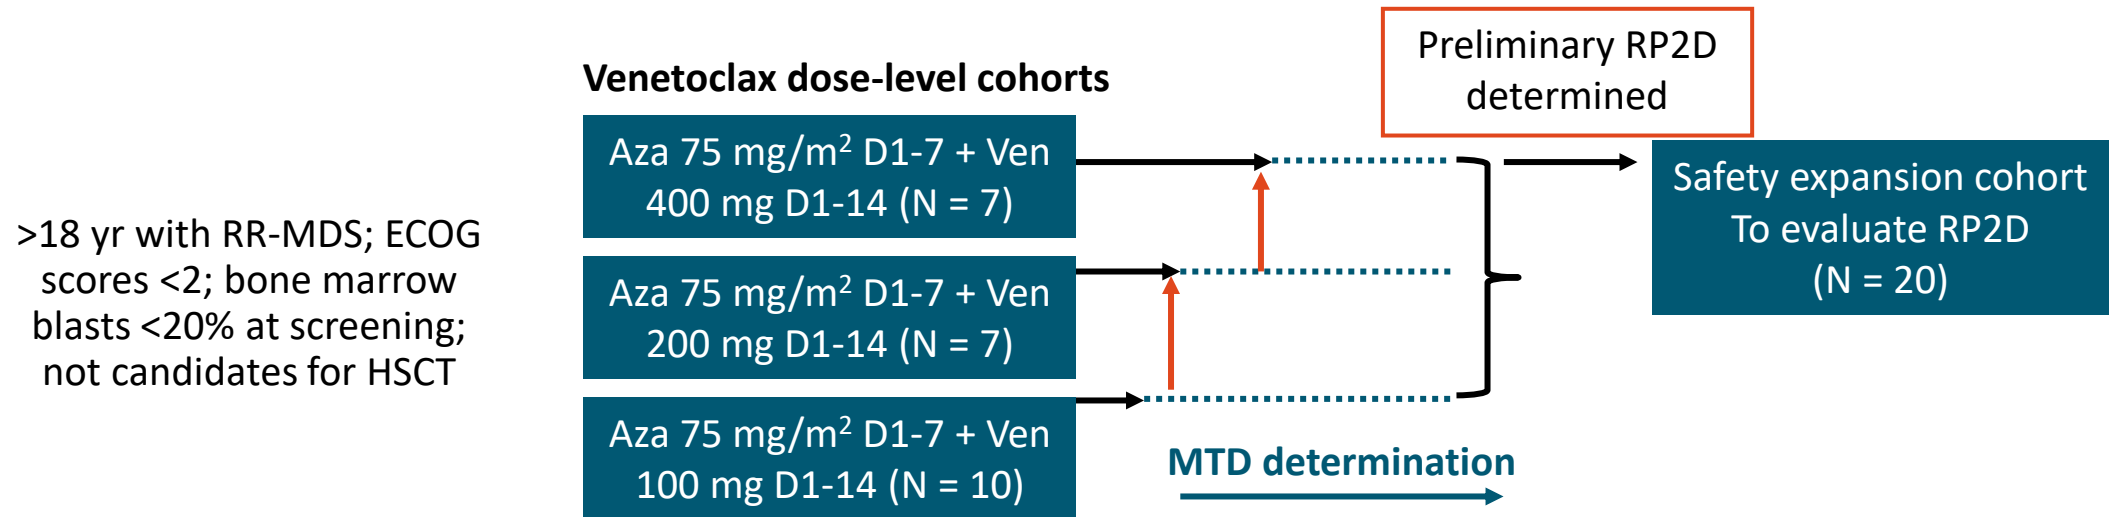 >18 yr with RR-MDS; ECOG
scores <2; bone marrow
blasts <20% at screening;
not candidates for HSCT
Venetoclax dose-level cohorts
Aza 75 mg/m² D1-7 + Ven
400 mg D1-14 (N = 7)
Aza 75 mg/m² D1-7 + Ven
200 mg D1-14 (N = 7)
Aza 75 mg/m² D1-7 + Ven
100 mg D1-14 (N = 10)
MTD determination
Preliminary RP2D
determined
Safety expansion cohort
To evaluate RP2D
(N = 20)